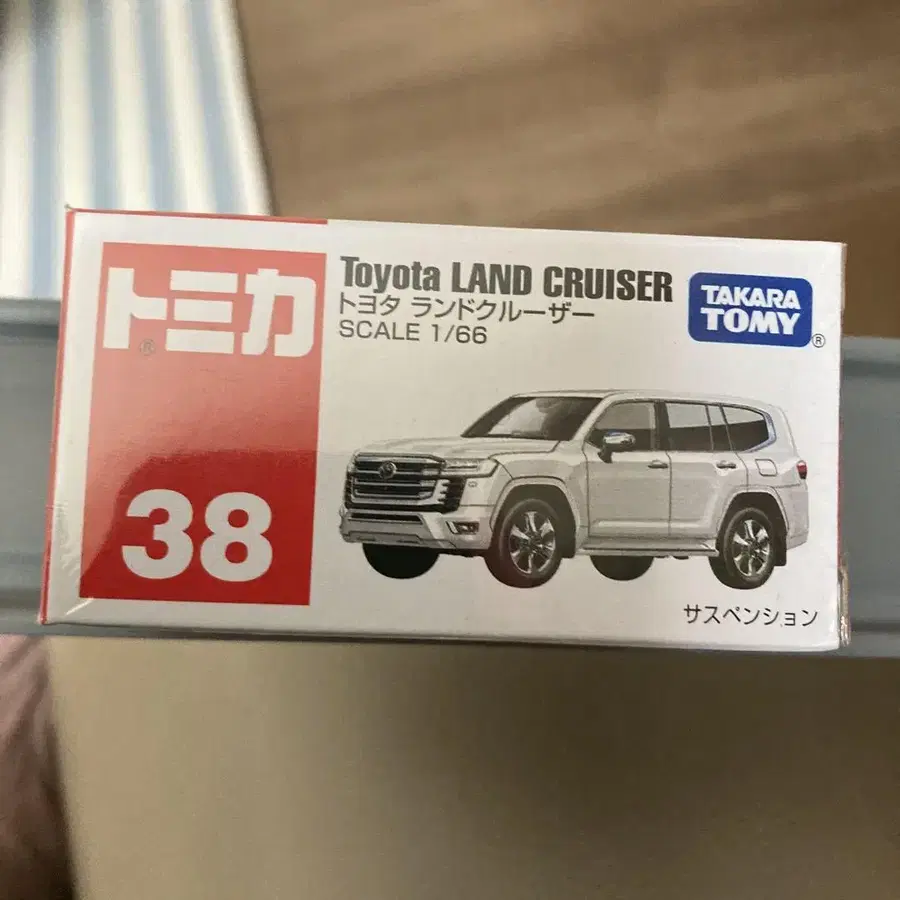 トミカ
®
38
Toyota LAND CRUISER
トヨタ ランドクルーザー
SCALE 1/66
TAKARA
TOMY
®
サスペンション